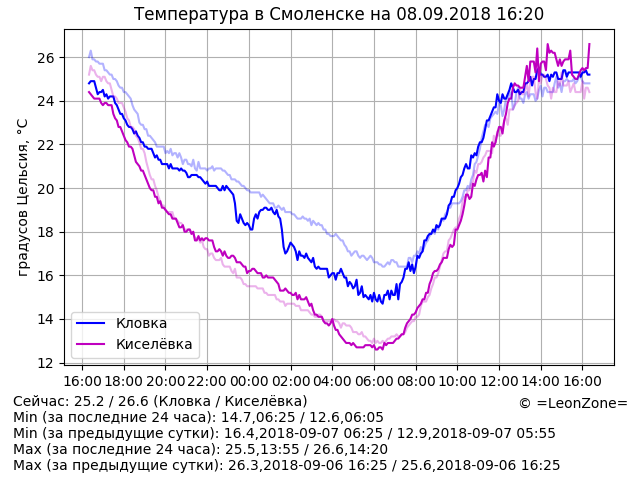 Температура в Смоленске на 08.09.2018 16:20
градусов Цельсия, °C
26
24
22
20
18
16
14
12
Кловка
Киселёвка
16:00 18:00 20:00 22:00 00:00 02:00 04:00 06:00 08:00 10:00 12:00 14:00 16:00
Сейчас: 25.2 / 26.6 (Кловка / Киселёвка)
© =LeonZone=
Min (за последние 24 часа): 14.7,06:25 / 12.6,06:05
Min (за предыдущие сутки): 16.4,2018-09-07 06:25 / 12.9,2018-09-07 05:55
Max (за последние 24 часа): 25.5,13:55 / 26.6,14:20
Max (за предыдущие сутки): 26.3,2018-09-06 16:25 / 25.6,2018-09-06 16:25